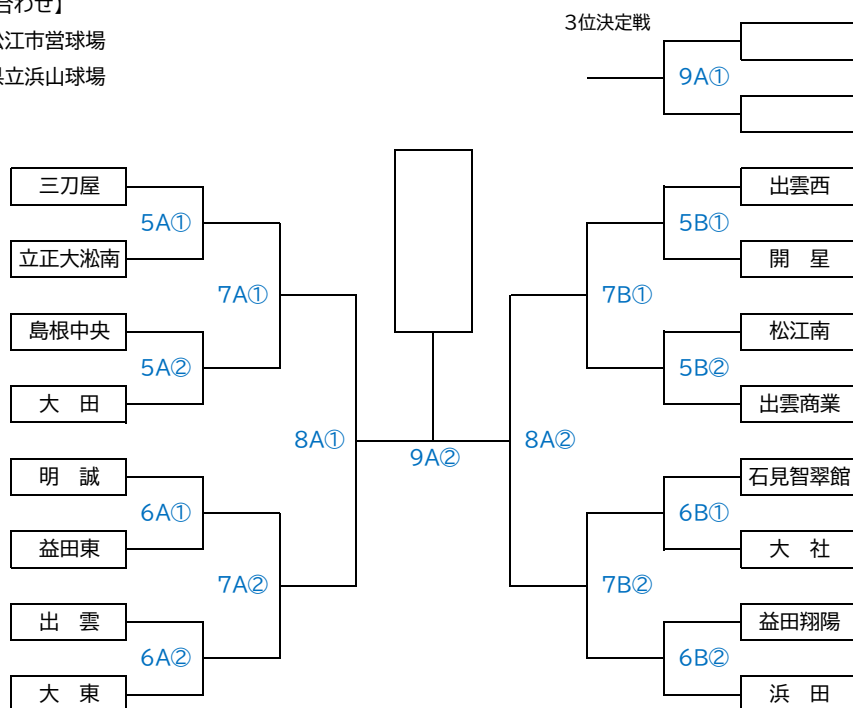 合わせ】
松江市営球場
県立浜山球場
3位決定戦
9A①
三刀屋
5A①
立正大淞南
7A①
島根中央
5A②
大　田
8A①
明　誠
6A①
益田東
7A②
出　雲
6A②
大　東
9A②
出雲西
5B①
開　星
7B①
松江南
5B②
出雲商業
8A②
石見智翠館
6B①
大　社
7B②
益田翔陽
6B②
浜　田